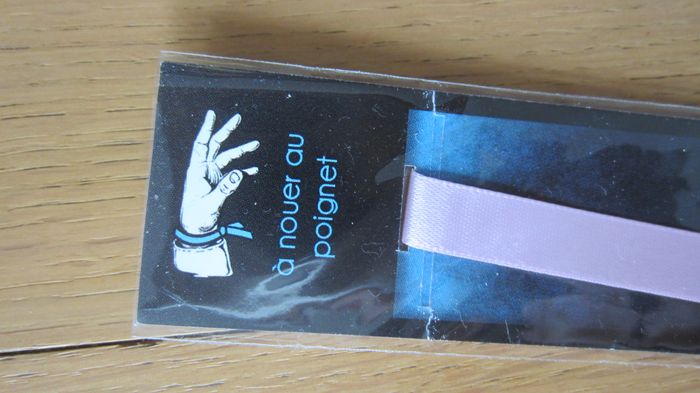 à nouer au
poignet